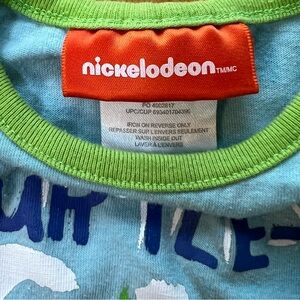 nickelodeon TM/MC
PO 4002817
UPC/CUP 693401704396
IRON ON REVERSE ONLY
REPASSER SUR L'ENVERS SEULEMENT
WASH INSIDE OUT
LAVER À L'ENVERS